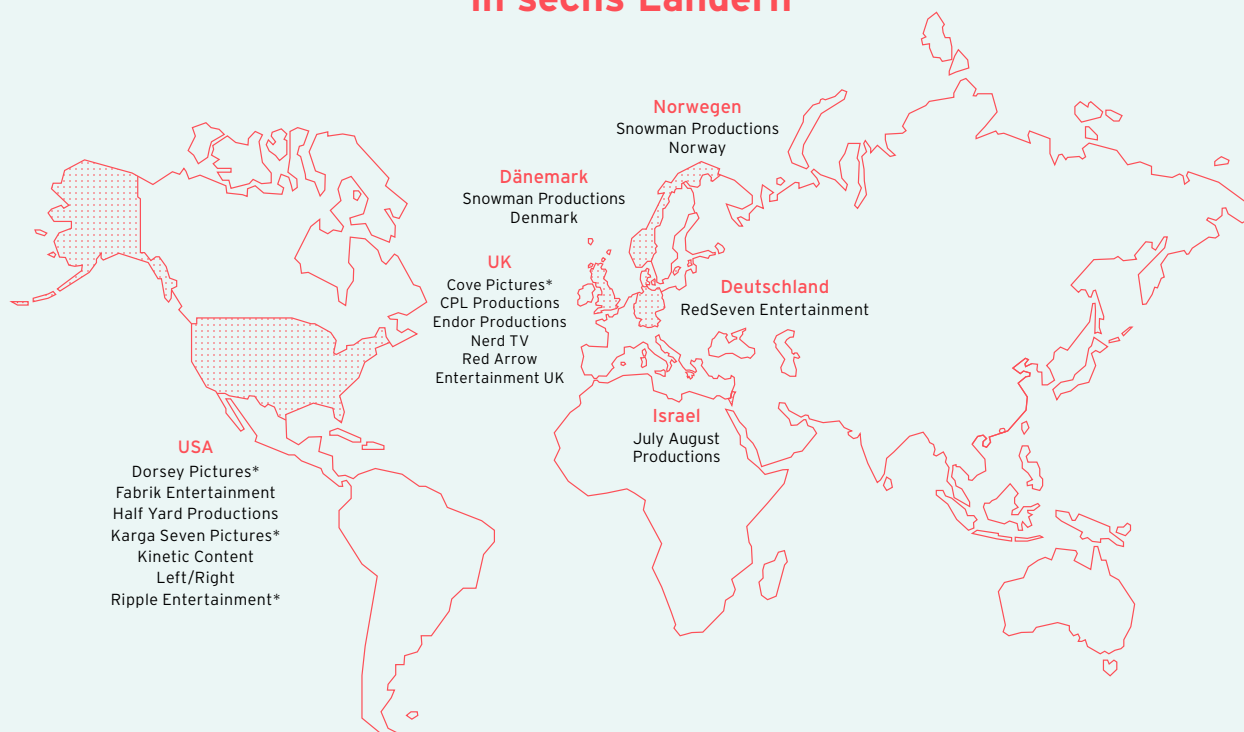 in sechs Ländern
Norwegen
Snowman Productions
Norway
Dänemark
Snowman Productions
Denmark
UK
Cove Pictures*
CPL Productions
Endor Productions
Nerd TV
Red Arrow
Entertainment UK
Deutschland
RedSeven Entertainment
Israel
July August
Productions
USA
Dorsey Pictures*
Fabrik Entertainment
Half Yard Productions
Karga Seven Pictures*
Kinetic Content
Left/Right
Ripple Entertainment*